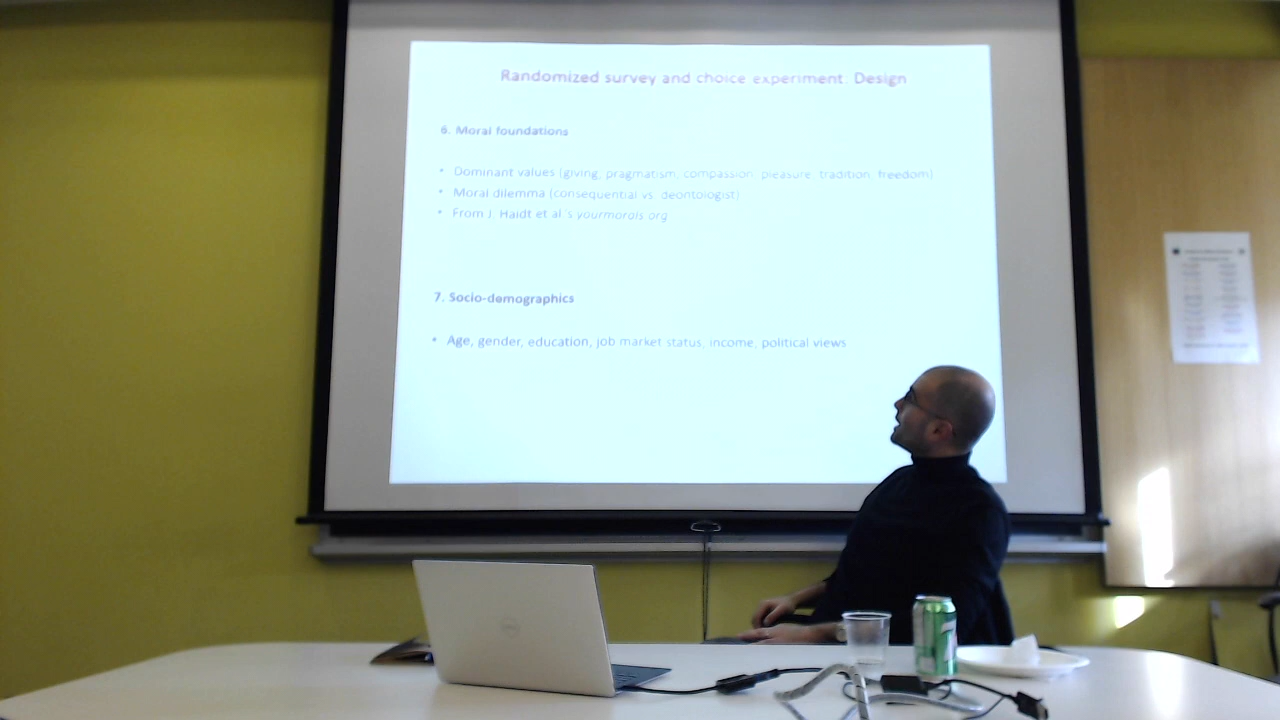 Randomized survey and choice experiment: Design
6. Moral foundations
• Dominant values (giving, pragmatism, compassion, pleasure, tradition, freedom)
• Moral dilemma (consequential vs. deontologist)
• From J. Haidt et al.'s yourmorals.org
7. Socio-demographics
• Age, gender, education, job market status, income, political views